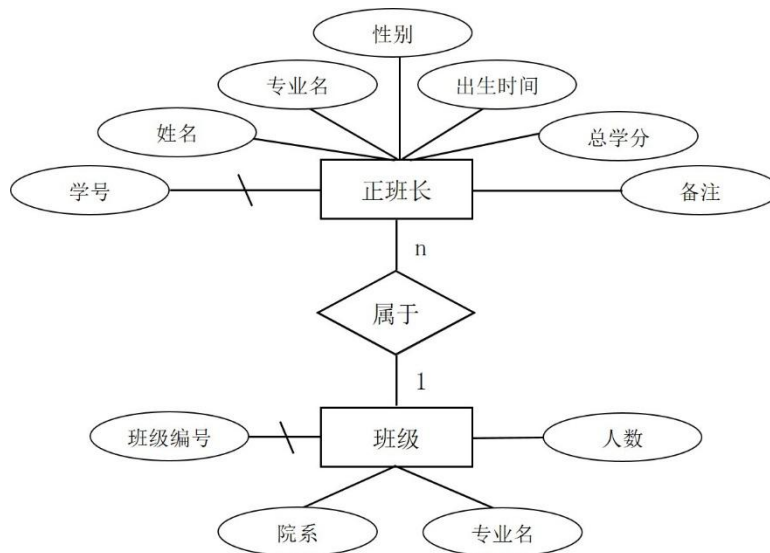 性别
专业名
出生时间
姓名
总学分
学号
正班长
备注
n
属于
1
班级编号
班级
人数
院系
专业名